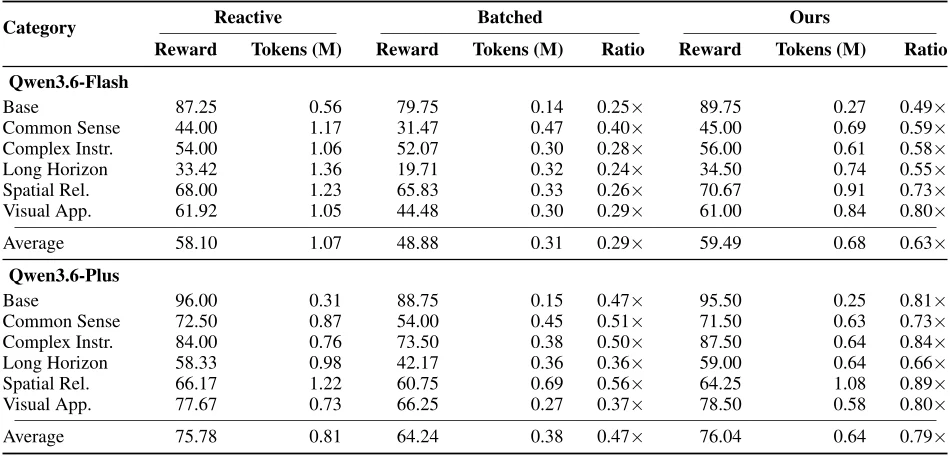 Category Reactive Batched Ours
Reward Tokens (M) Reward Tokens (M) Ratio Reward Tokens (M) Ratio
Qwen3.6-Flash
Base 87.25 0.56 79.75 0.14 0.25× 89.75 0.27 0.49×
Common Sense 44.00 1.17 31.47 0.47 0.40× 45.00 0.69 0.59×
Complex Instr. 54.00 1.06 52.07 0.30 0.28× 56.00 0.61 0.58×
Long Horizon 33.42 1.36 19.71 0.32 0.24× 34.50 0.74 0.55×
Spatial Rel. 68.00 1.23 65.83 0.33 0.26× 70.67 0.91 0.73×
Visual App. 61.92 1.05 44.48 0.30 0.29× 61.00 0.84 0.80×
Average 58.10 1.07 48.88 0.31 0.29× 59.49 0.68 0.63×
Qwen3.6-Plus
Base 96.00 0.31 88.75 0.15 0.47× 95.50 0.25 0.81×
Common Sense 72.50 0.87 54.00 0.45 0.51× 71.50 0.63 0.73×
Complex Instr. 84.00 0.76 73.50 0.38 0.50× 87.50 0.64 0.84×
Long Horizon 58.33 0.98 42.17 0.36 0.36× 59.00 0.64 0.66×
Spatial Rel. 66.17 1.22 60.75 0.69 0.56× 64.25 1.08 0.89×
Visual App. 77.67 0.73 66.25 0.27 0.37× 78.50 0.58 0.80×
Average 75.78 0.81 64.24 0.38 0.47× 76.04 0.64 0.79×